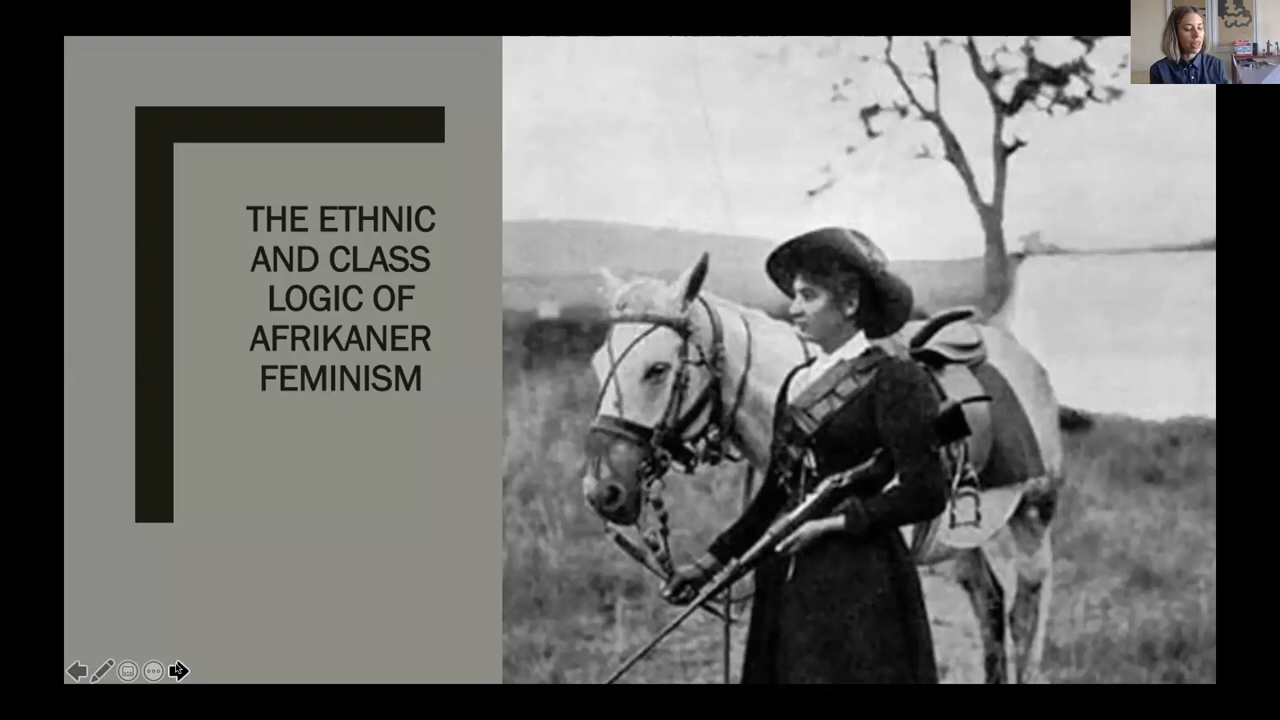 THE ETHNIC
AND CLASS
LOGIC OF
AFRIKANER
FEMINISM